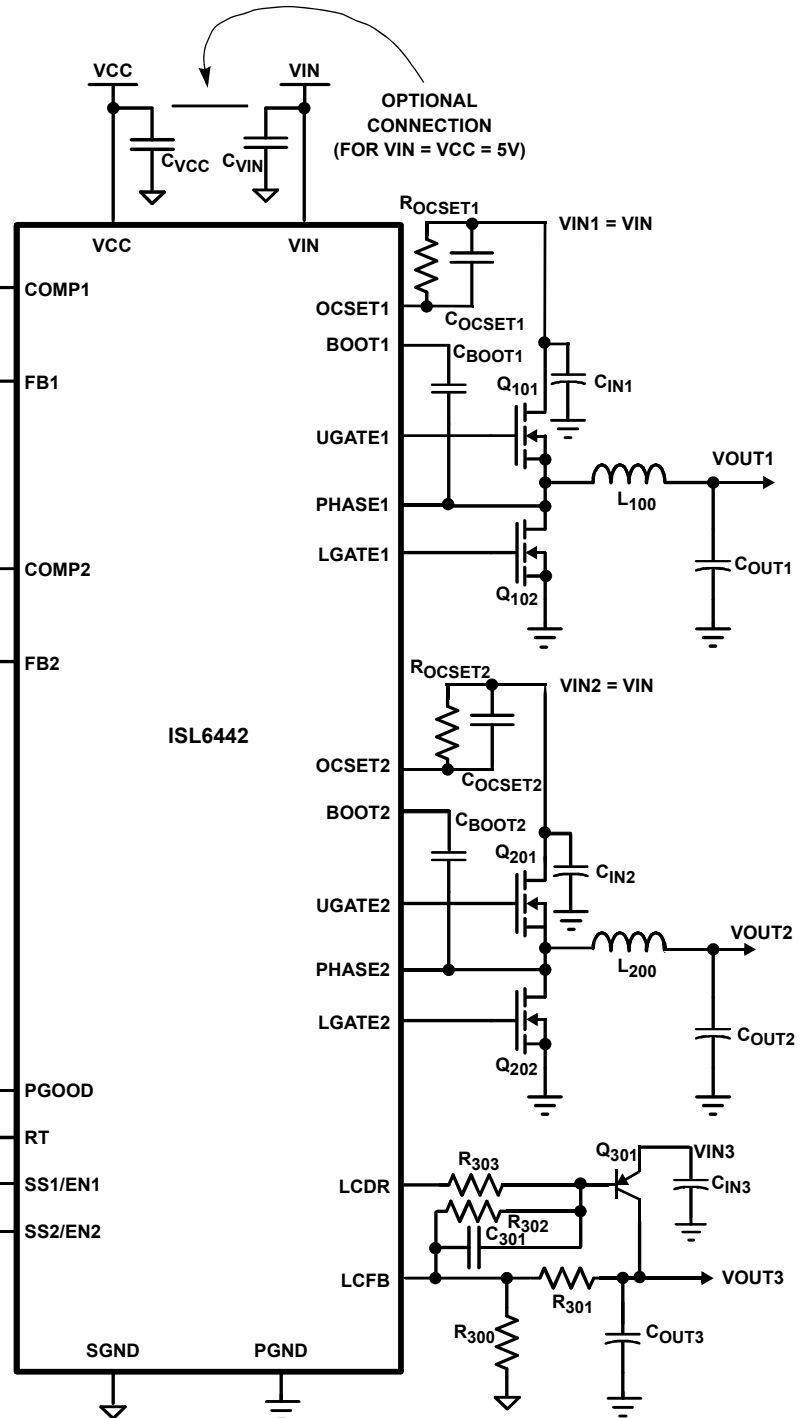 VCC
VIN
OPTIONAL
CONNECTION
(FOR VIN = VCC = 5V)
CVCC
CVIN
ROCSET1
VIN1 = VIN
VCC
VIN
COMP1
OCSET1
COCSET1
BOOT1
CBOOT1
FB1
Q101
CIN1
UGATE1
VOUT1
L100
PHASE1
LGATE1
COMP2
COUT1
Q102
FB2
ROCSET2
VIN2 = VIN
ISL6442
OCSET2
COCSET2
BOOT2
CBOOT2
Q201
CIN2
UGATE2
VOUT2
L200
PHASE2
LGATE2
COUT2
Q202
PGOOD
RT
Q301
VIN3
R303
SS1/EN1
LCDR
CIN3
R302
SS2/EN2
C301
LCFB
VOUT3
R301
R300
COUT3
SGND
PGND